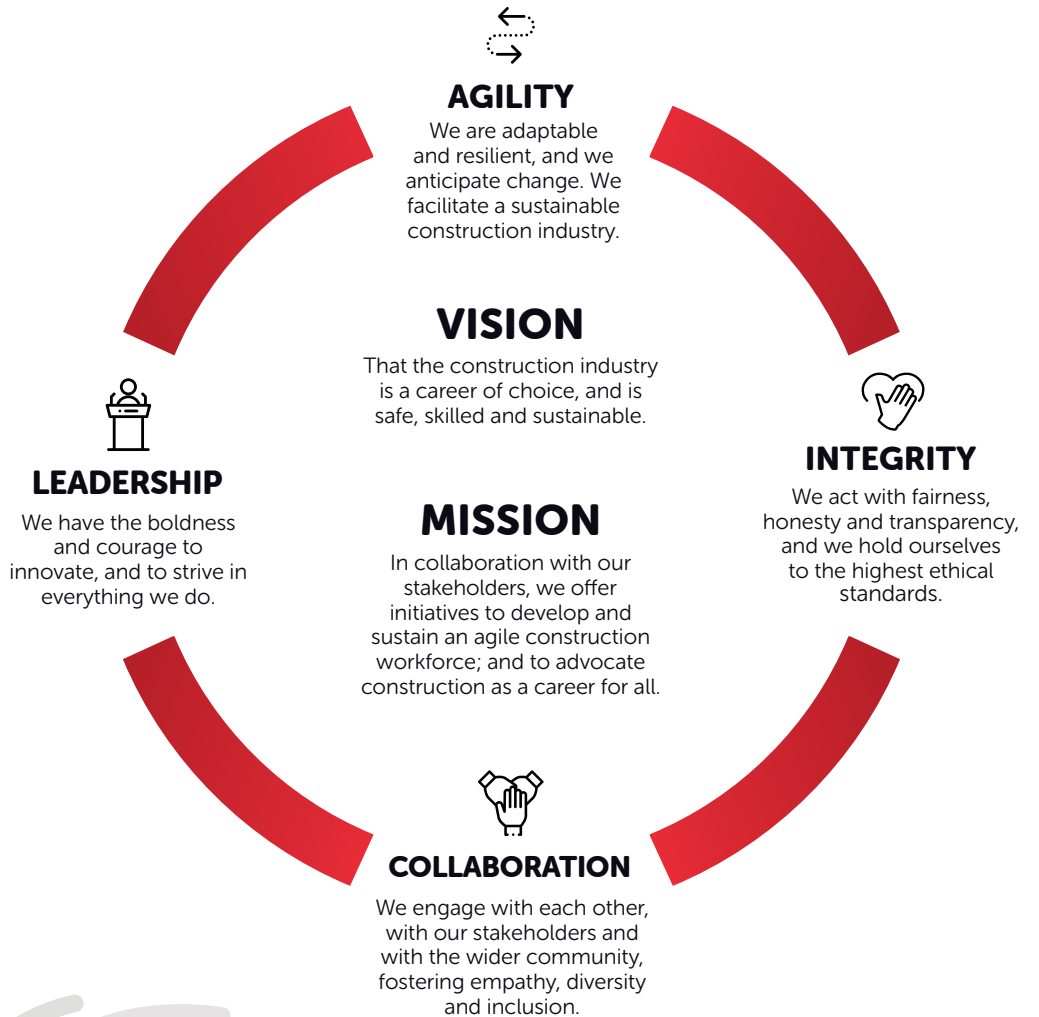 AGILITY
We are adaptable
and resilient, and we
anticipate change. We
facilitate a sustainable
construction industry.
VISION
That the construction industry
is a career of choice, and is
safe, skilled and sustainable.
LEADERSHIP
We have the boldness
and courage to
innovate, and to strive in
everything we do.
MISSION
In collaboration with our
stakeholders, we offer
initiatives to develop and
sustain an agile construction
workforce; and to advocate
construction as a career for all.
INTEGRITY
We act with fairness,
honesty and transparency,
and we hold ourselves
to the highest ethical
standards.
COLLABORATION
We engage with each other,
with our stakeholders and
with the wider community,
fostering empathy, diversity
and inclusion.